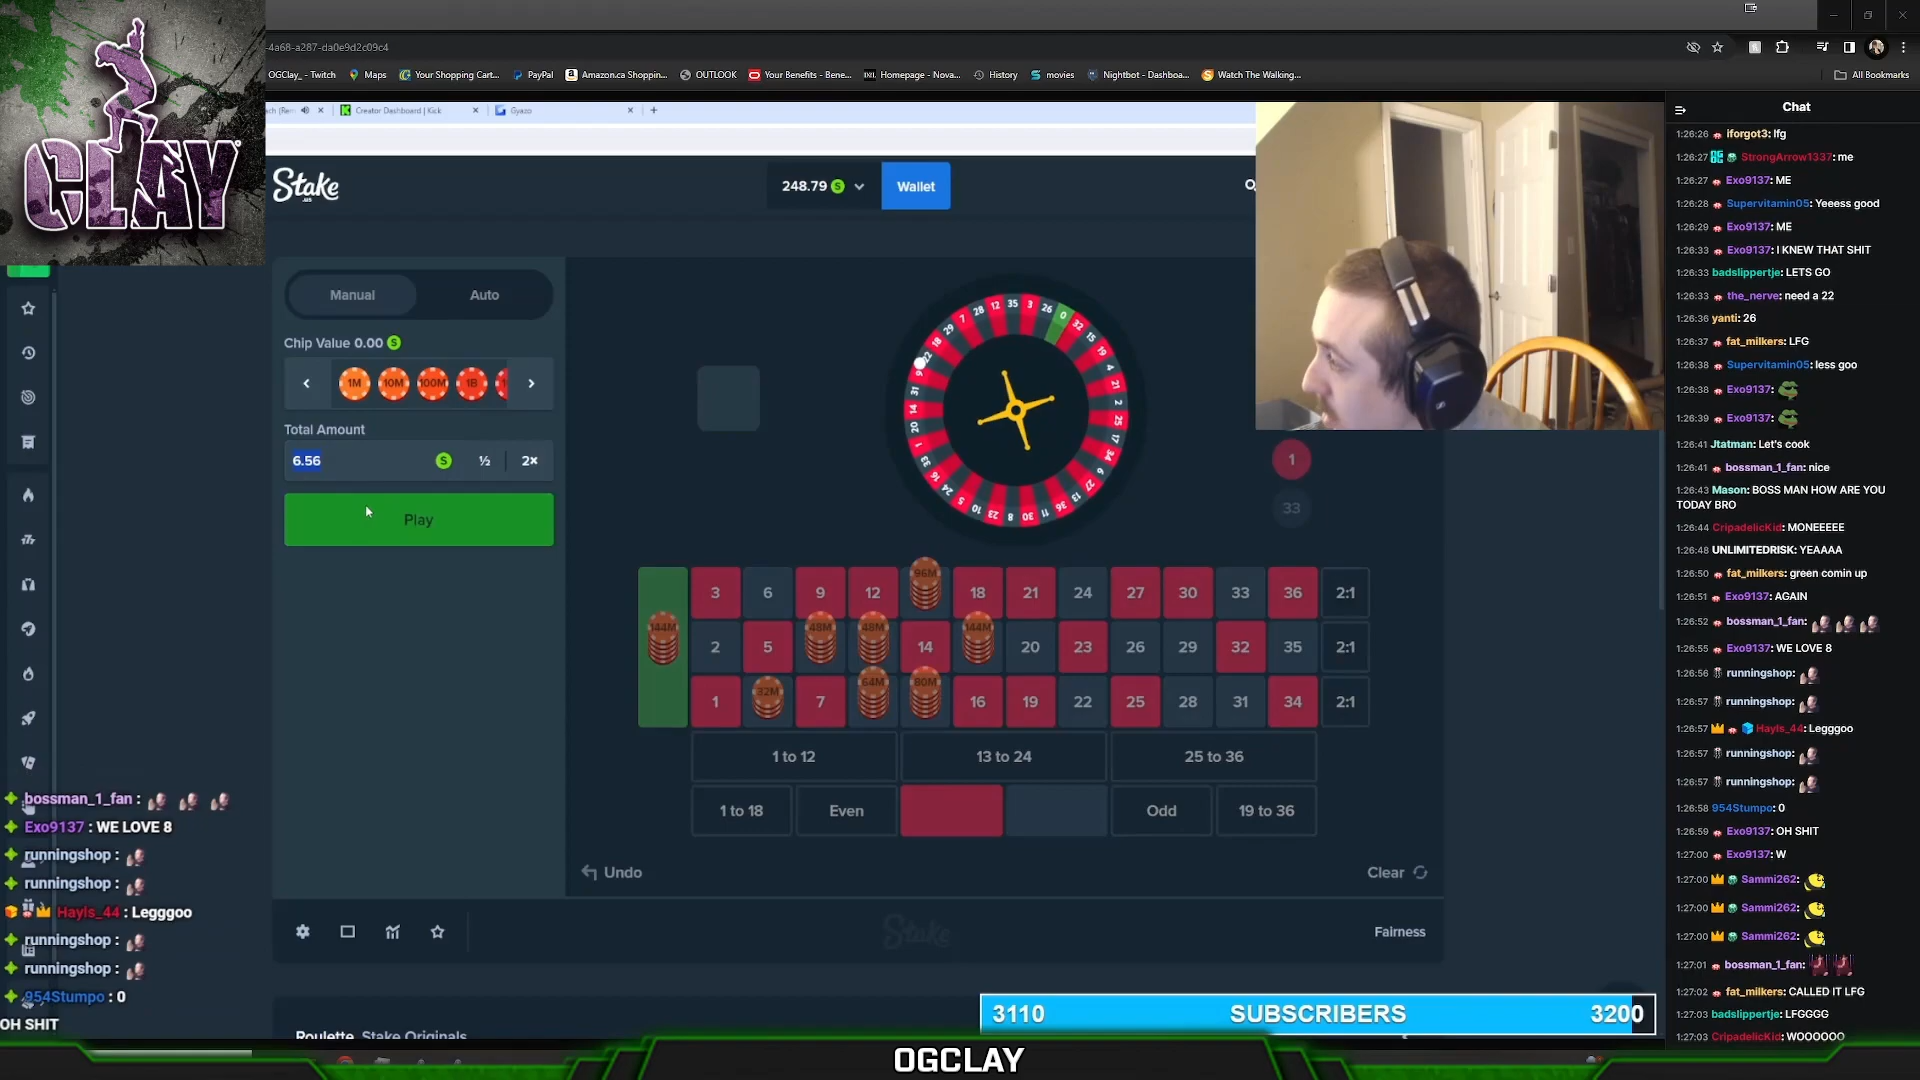 CLAY
-4a68-a287-da0e9d2c09c4
OGClay_ - Twitch
Maps
Your Shopping Cart...
PayPal
Amazon.ca Shoppin...
OUTLOOK
Your Benefits - Bene...
Homepage - Nova...
History
movies
Nightbot - Dashboa...
Watch The Walking...
All Bookmarks
Creator Dashboard | Kick
Gyazo
Stake
.us
248.79
Wallet
Manual
Auto
Chip Value 0.00
1M
10M
100M
1B
Total Amount
6.56
½
2×
Play
1
33
144M
3
6
9
12
96M
18
21
24
27
30
33
36
2:1
2
5
48M
48M
14
144M
20
23
26
29
32
35
2:1
1
32M
7
64M
80M
16
19
22
25
28
31
34
2:1
1 to 12
13 to 24
25 to 36
1 to 18
Even
Odd
19 to 36
Undo
Clear
Stake
Fairness
Roulette Stake Originals
bossman_1_fan :
Exo9137 : WE LOVE 8
runningshop :
runningshop :
Hayls_44 : Legggoo
runningshop :
runningshop :
954Stumpo : 0
OH SHIT
3110
SUBSCRIBERS
3200
OGCLAY
Chat
1:26:26 iforgot3: lfg
1:26:27 StrongArrow1337: me
1:26:27 Exo9137: ME
1:26:28 Supervitamin05: Yeeess good
1:26:29 Exo9137: ME
1:26:33 Exo9137: I KNEW THAT SHIT
1:26:33 badslippertje: LETS GO
1:26:33 the_nerve: need a 22
1:26:36 yanti: 26
1:26:37 fat_milkers: LFG
1:26:38 Supervitamin05: less goo
1:26:38 Exo9137:
1:26:39 Exo9137:
1:26:41 Jtatman: Let's cook
1:26:41 bossman_1_fan: nice
1:26:43 Mason: BOSS MAN HOW ARE YOU
TODAY BRO
1:26:44 CripadelicKid: MONEEEEE
1:26:48 UNLIMITEDRISK: YEAAAA
1:26:50 fat_milkers: green comin up
1:26:51 Exo9137: AGAIN
1:26:52 bossman_1_fan:
1:26:55 Exo9137: WE LOVE 8
1:26:56 runningshop:
1:26:57 runningshop:
1:26:57 Hayls_44: Legggoo
1:26:57 runningshop:
1:26:57 runningshop:
1:26:58 954Stumpo: 0
1:26:59 Exo9137: OH SHIT
1:27:00 Exo9137: W
1:27:00 Sammi262:
1:27:00 Sammi262:
1:27:00 Sammi262:
1:27:01 bossman_1_fan:
1:27:02 fat_milkers: CALLED IT LFG
1:27:03 badslippertje: LFGGGG
1:27:03 CripadelicKid: WOOOOOO